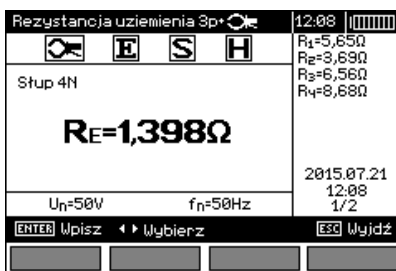 Rezystancja uziemienia 3p+ 12:08
E S H
R1=5,65Ω
R2=3,69Ω
R3=6,56Ω
R4=8,68Ω
Słup 4N
RE=1,398Ω
2015.07.21
12:08
1/2
Un=50V fn=50Hz
ENTER Wpisz Wybierz ESC Wyjdź